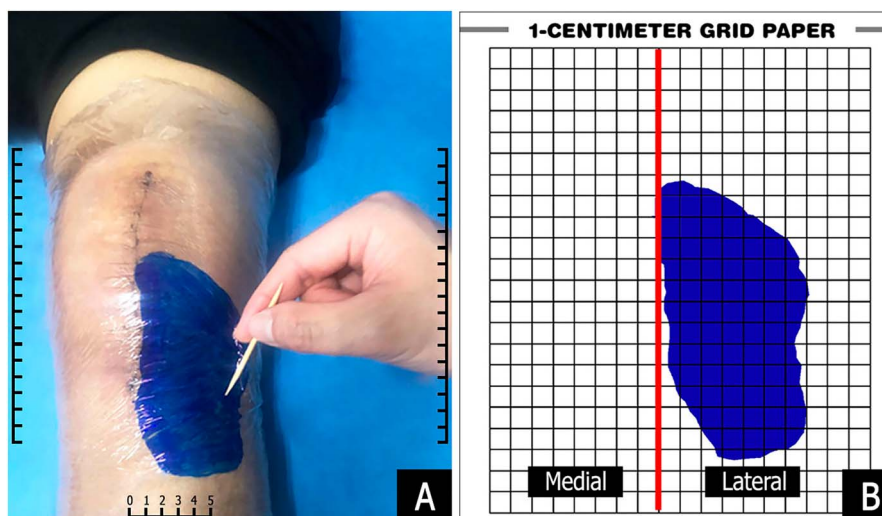 1-CENTIMETER GRID PAPER
0 1 2 3 4 5
A
Medial
Lateral
B